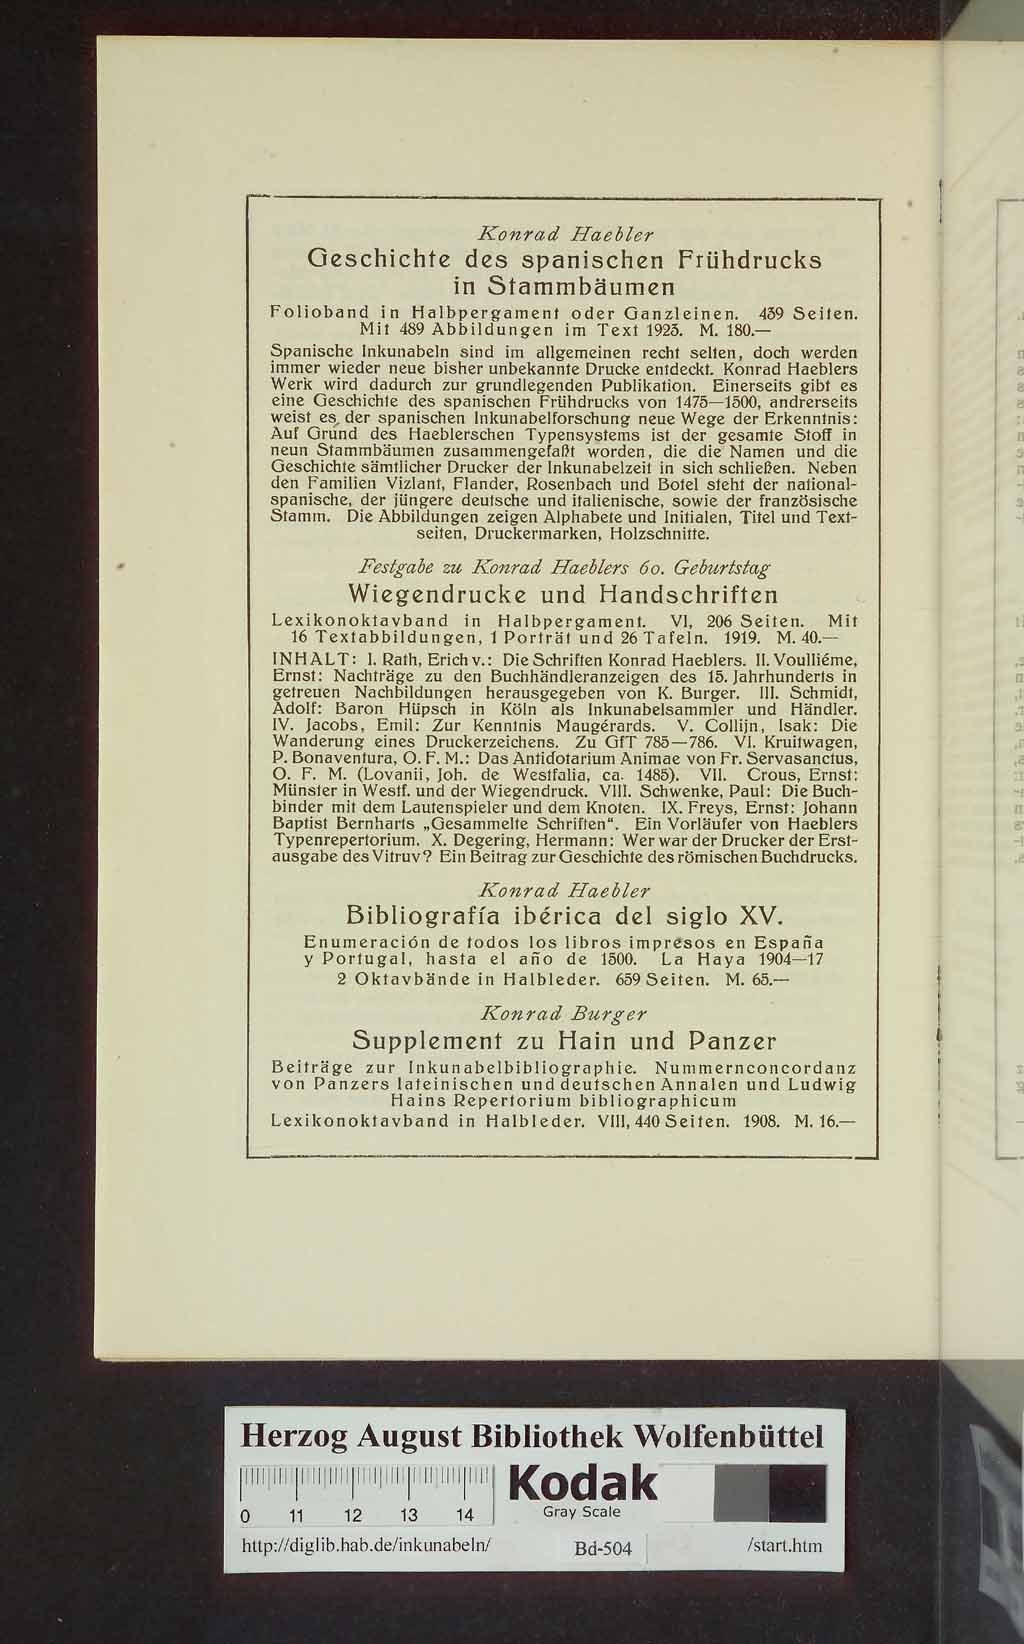 Konrad Haebler
Geschichte des spanischen Frühdrucks
in Stammbäumen
Folioband in Halbpergament oder Ganzleinen. 439 Seiten.
Mit 489 Abbildungen im Text 1923. M. 180.—
Spanische Inkunabeln sind im allgemeinen recht selten, doch werden
immer wieder neue bisher unbekannte Drucke entdeckt. Konrad Haeblers
Werk wird dadurch zur grundlegenden Publikation. Einerseits gibt es
eine Geschichte des spanischen Frühdrucks von 1475—1500, andrerseits
weist es der spanischen Inkunabelforschung neue Wege der Erkenntnis:
Auf Grund des Haeblerschen Typensystems ist der gesamte Stoff in
neun Stammbäumen zusammengefaßt worden, die die Namen und die
Geschichte sämtlicher Drucker der Inkunabelzeit in sich schließen. Neben
den Familien Vizlant, Flander, Rosenbach und Botel steht der national-
spanische, der jüngere deutsche und italienische, sowie der französische
Stamm. Die Abbildungen zeigen Alphabete und Initialen, Titel und Text-
seiten, Druckermarken, Holzschnitte.
Festgabe zu Konrad Haeblers 60. Geburtstag
Wiegendrucke und Handschriften
Lexikonoktavband in Halbpergament. VI, 206 Seiten. Mit
16 Textabbildungen, 1 Porträt und 26 Tafeln. 1919. M. 40.—
INHALT: I. Rath, Erich v.: Die Schriften Konrad Haeblers. II. Voulliéme,
Ernst: Nachträge zu den Buchhändleranzeigen des 15. Jahrhunderts in
getreuen Nachbildungen herausgegeben von K. Burger. III. Schmidt,
Adolf: Baron Hüpsch in Köln als Inkunabelsammler und Händler.
IV. Jacobs, Emil: Zur Kenntnis Maugérards. V. Collijn, Isak: Die
Wanderung eines Druckerzeichens. Zu GfT 785—786. VI. Kruitwagen,
P. Bonaventura, O. F. M.: Das Antidotarium Animae von Fr. Servasanctus,
O. F. M. (Lovanii, Joh. de Westfalia, ca. 1485). VII. Crous, Ernst:
Münster in Westf. und der Wiegendruck. VIII. Schwenke, Paul: Die Buch-
binder mit dem Lautenspieler und dem Knoten. IX. Freys, Ernst: Johann
Baptist Bernharts „Gesammelte Schriften“. Ein Vorläufer von Haeblers
Typenrepertorium. X. Degering, Hermann: Wer war der Drucker der Erst-
ausgabe des Vitruv? Ein Beitrag zur Geschichte des römischen Buchdrucks.
Konrad Haebler
Bibliografía ibérica del siglo XV.
Enumeración de todos los libros impresos en España
y Portugal, hasta el año de 1500. La Haya 1904—17
2 Oktavbände in Halbleder. 659 Seiten. M. 65.—
Konrad Burger
Supplement zu Hain und Panzer
Beiträge zur Inkunabelbibliographie. Nummernconcordanz
von Panzers lateinischen und deutschen Annalen und Ludwig
Hains Repertorium bibliographicum
Lexikonoktavband in Halbleder. VIII, 440 Seiten. 1908. M. 16.—
Herzog August Bibliothek Wolfenbüttel
Kodak
Gray Scale
0 11 12 13 14
http://diglib.hab.de/inkunabeln/ Bd-504 /start.htm